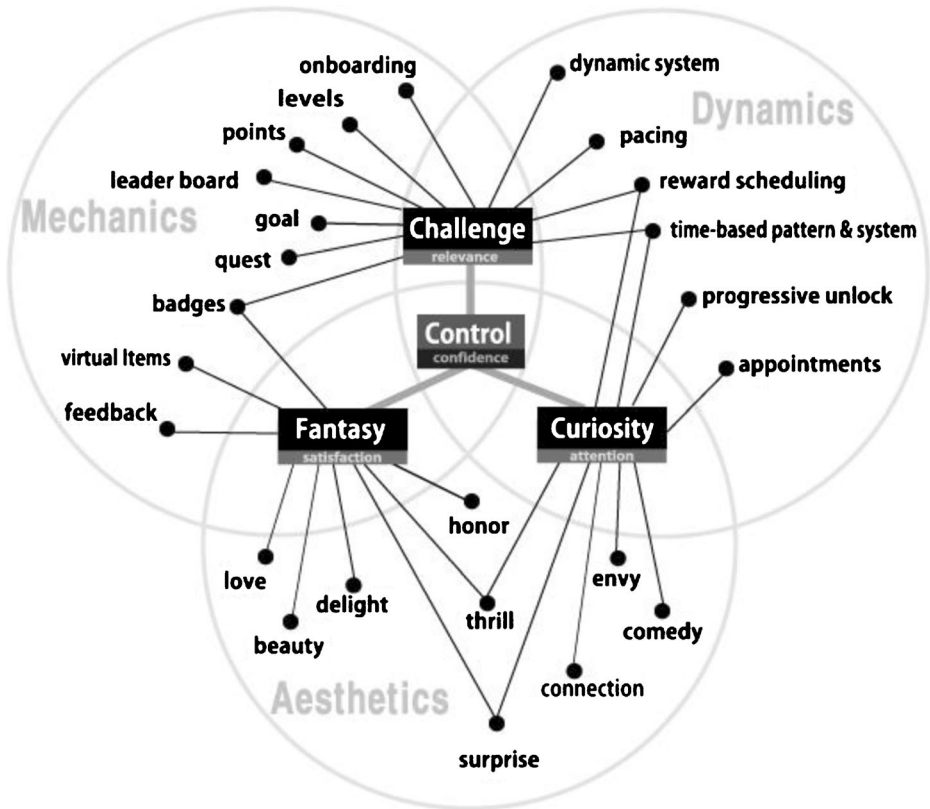 onboarding
dynamic system
levels
Dynamics
points
pacing
leader board
reward scheduling
Mechanics
goal
Challenge
relevance
time-based pattern & system
quest
badges
progressive unlock
Control
confidence
virtual Items
appointments
feedback
Fantasy
satisfaction
Curiosity
attention
honor
love
delight
envy
beauty
thrill
comedy
Aesthetics
connection
surprise